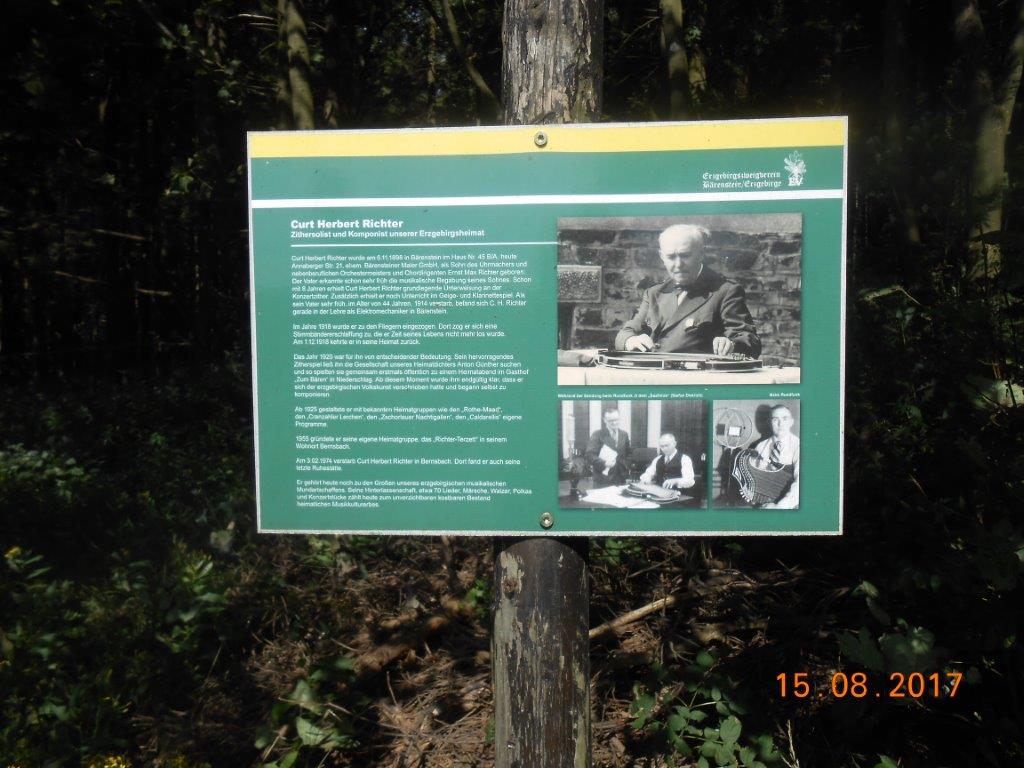 Erzgebirgszweigverein
Bärenstein/Erzgebirge
EV
Curt Herbert Richter
Zithersolist und Komponist unserer Erzgebirgsheimat
Curt Herbert Richter wurde am 6.11.1898 in Bärenstein im Haus Nr. 45 B/A, heute
Annaberger Str. 21, ehem. Bärensteiner Maler GmbH, als Sohn des Uhrmachers und
nebenberuflichen Orchestermeisters und Chordirigenten Ernst Max Richter geboren.
Der Vater erkannte schon sehr früh die musikalische Begabung seines Sohnes. Schon
mit 8 Jahren erhielt Curt Herbert Richter grundlegende Unterweisung an der
Konzertzither. Zusätzlich erhielt er noch Unterricht im Geige- und Klarinettespiel. Als
sein Vater sehr früh, im Alter von 44 Jahren, 1914 verstarb, befand sich C. H. Richter
gerade in der Lehre als Elektromechaniker in Bärenstein.
Im Jahre 1918 wurde er zu den Fliegern eingezogen. Dort zog er sich eine
Stimmbändererschlaffung zu, die er Zeit seines Lebens nicht mehr los wurde.
Am 1.12.1918 kehrte er in seine Heimat zurück.
Das Jahr 1920 war für ihn von entscheidender Bedeutung. Sein hervorragendes
Zitherspiel ließ ihn die Gesellschaft unseres Heimatdichters Anton Günther suchen
und so spielten sie gemeinsam erstmals öffentlich zu einem Heimatabend im Gasthof
„Zum Bären" in Niederschlag. Ab diesem Moment wurde ihm endgültig klar, dass er
sich der erzgebirgischen Volkskunst verschrieben hatte und begann selbst zu
komponieren.
Ab 1925 gestaltete er mit bekannten Heimatgruppen wie den „Rothe-Maad",
den „Cranzahler Lerchen", den „Zschorlauer Nachtigallen", den „Caldarellis" eigene
Programme.
1955 gründete er seine eigene Heimatgruppe, das „Richter-Terzett" in seinem
Wohnort Bernsbach.
Am 3.02.1974 verstarb Curt Herbert Richter in Bernsbach. Dort fand er auch seine
letzte Ruhestätte.
Er gehört heute noch zu den Großen unseres erzgebirgischen musikalischen
Mundartschaffens. Seine Hinterlassenschaft, etwa 70 Lieder, Märsche, Walzer, Polkas
und Konzertstücke zählt heute zum unverzichtbaren kostbaren Bestand
heimatlichen Musikkulturerbes.
Während der Sendung beim Rundfunk
Beim Rundfunk
15.08.2017